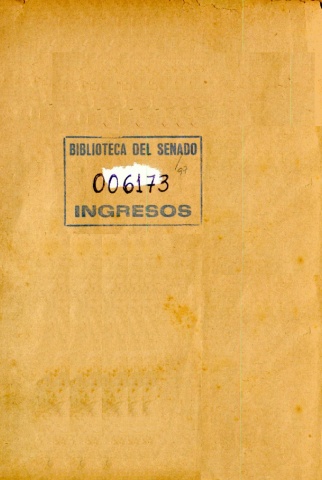 BIBLIOTECA DEL SENADO
006173
INGRESOS